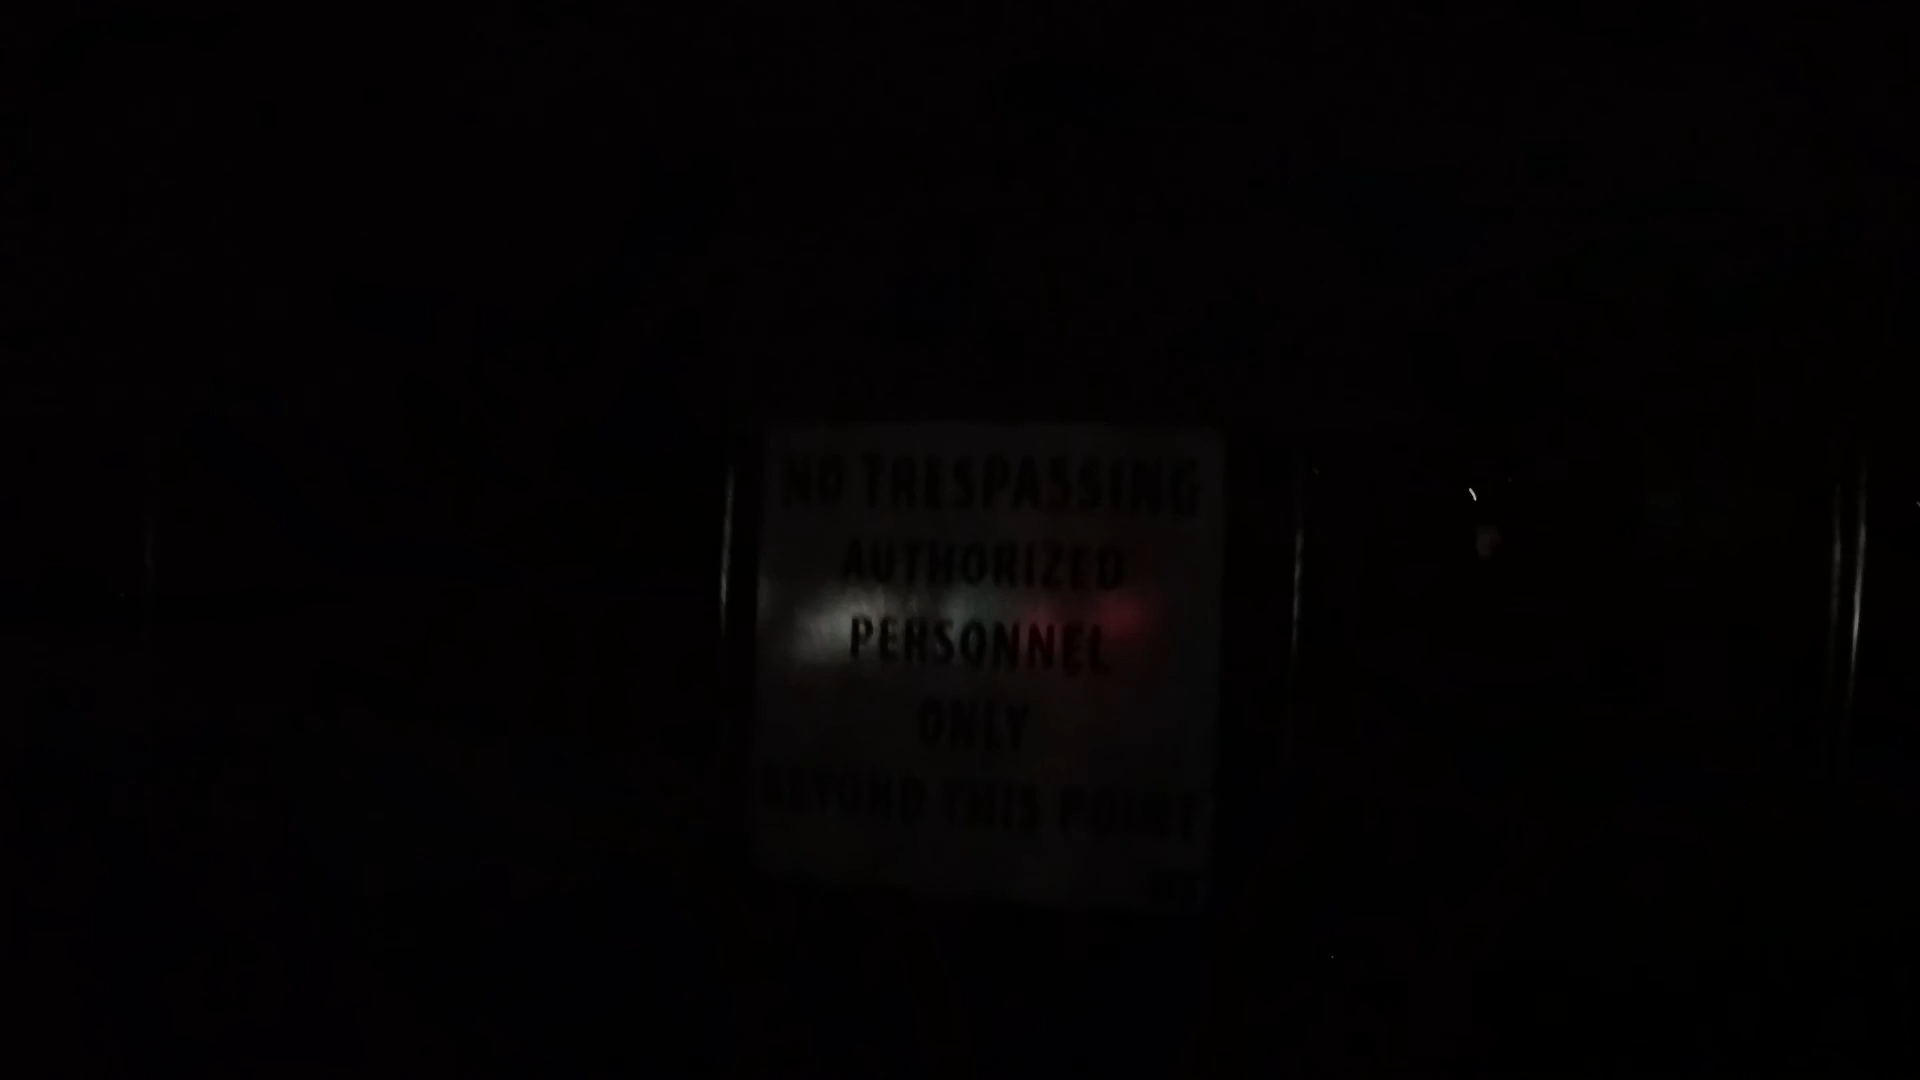 NO TRESPASSING
AUTHORIZED
PERSONNEL
ONLY
BEYOND THIS POINT